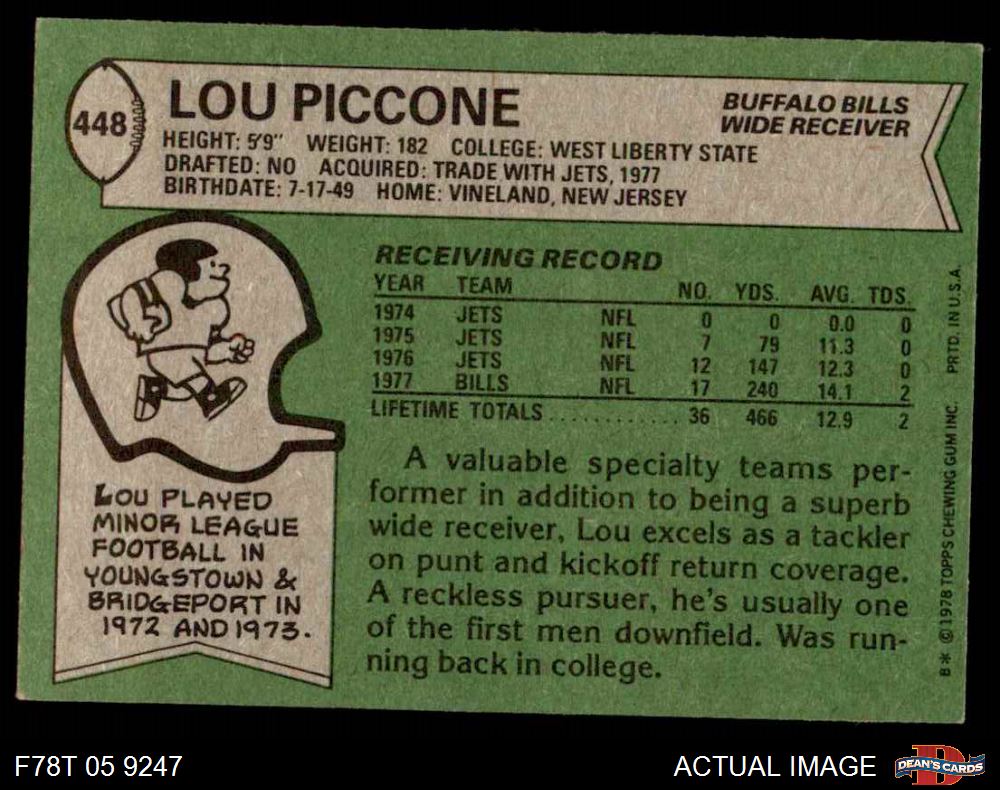 448
LOU PICCONE
BUFFALO BILLS
WIDE RECEIVER
HEIGHT: 5'9" WEIGHT: 182 COLLEGE: WEST LIBERTY STATE
DRAFTED: NO ACQUIRED: TRADE WITH JETS, 1977
BIRTHDATE: 7-17-49 HOME: VINELAND, NEW JERSEY
RECEIVING RECORD
YEAR TEAM NO. YDS. AVG. TDS.
1974 JETS NFL 0 0 0.0 0
1975 JETS NFL 7 79 11.3 0
1976 JETS NFL 12 147 12.3 0
1977 BILLS NFL 17 240 14.1 2
LIFETIME TOTALS .......... 36 466 12.9 2
A valuable specialty teams per-
former in addition to being a superb
wide receiver, Lou excels as a tackler
on punt and kickoff return coverage.
A reckless pursuer, he's usually one
of the first men downfield. Was run-
ning back in college.
LOU PLAYED
MINOR LEAGUE
FOOTBALL IN
YOUNGSTOWN &
BRIDGEPORT IN
1972 AND 1973.
B* © 1978 TOPPS CHEWING GUM INC. PRTD. IN U.S.A.
F78T 05 9247
ACTUAL IMAGE
D
DEAN'S CARDS